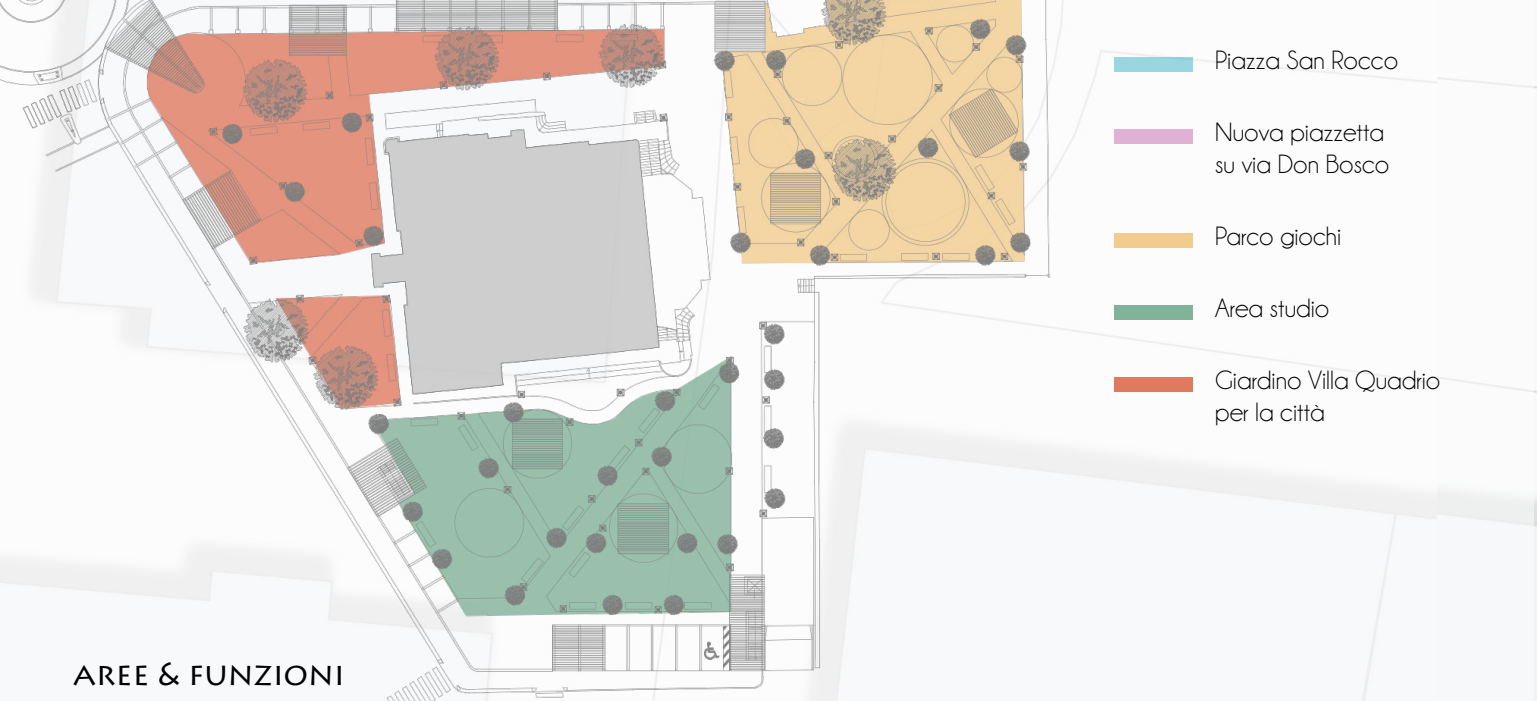 Piazza San Rocco
Nuova piazzetta
su via Don Bosco
Parco giochi
Area studio
Giardino Villa Quadrio
per la città
AREE & FUNZIONI